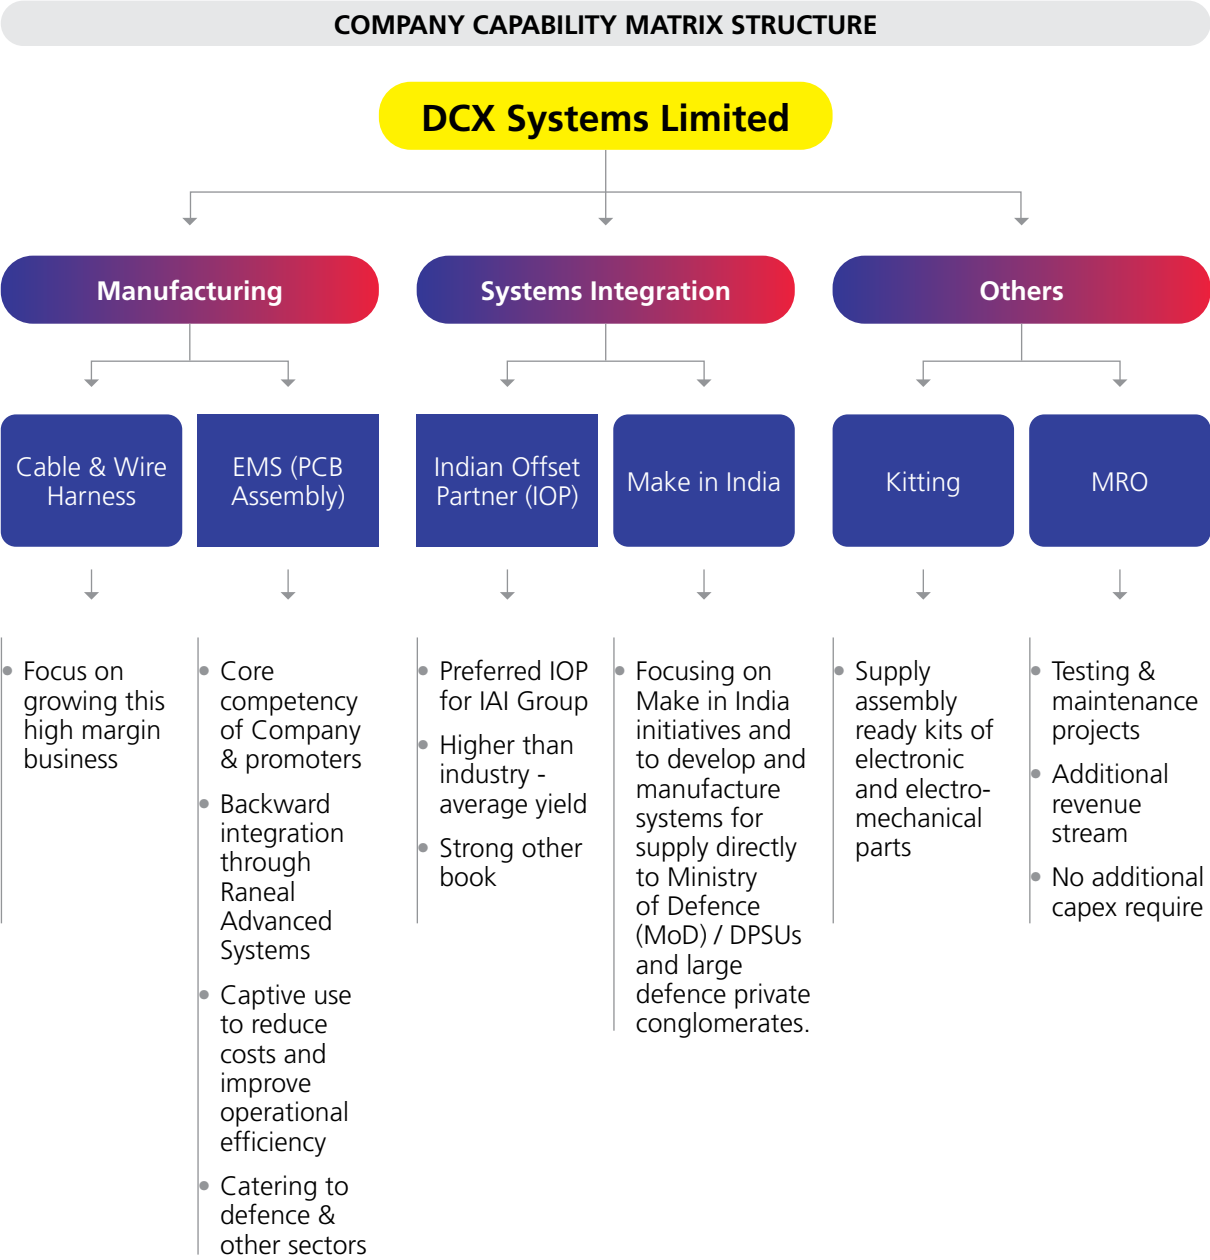 COMPANY CAPABILITY MATRIX STRUCTURE
DCX Systems Limited
Manufacturing
Systems Integration
Others
Cable & Wire
Harness
EMS (PCB
Assembly)
Indian Offset
Partner (IOP)
Make in India
Kitting
MRO
• Focus on
growing this
high margin
business
• Core
competency
of Company
& promoters
• Backward
integration
through
Raneal
Advanced
Systems
• Captive use
to reduce
costs and
improve
operational
efficiency
• Catering to
defence &
other sectors
• Preferred IOP
for IAI Group
• Higher than
industry -
average yield
• Strong other
book
• Focusing on
Make in India
initiatives and
to develop and
manufacture
systems for
supply directly
to Ministry
of Defence
(MoD) / DPSUs
and large
defence private
conglomerates.
• Supply
assembly
ready kits of
electronic
and electro-
mechanical
parts
• Testing &
maintenance
projects
• Additional
revenue
stream
• No additional
capex require